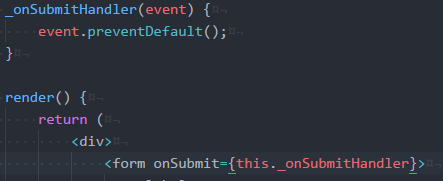 _onSubmitHandler(event) {
    event.preventDefault();
}

render() {
    return (
        <div>
            <form onSubmit={this._onSubmitHandler}>